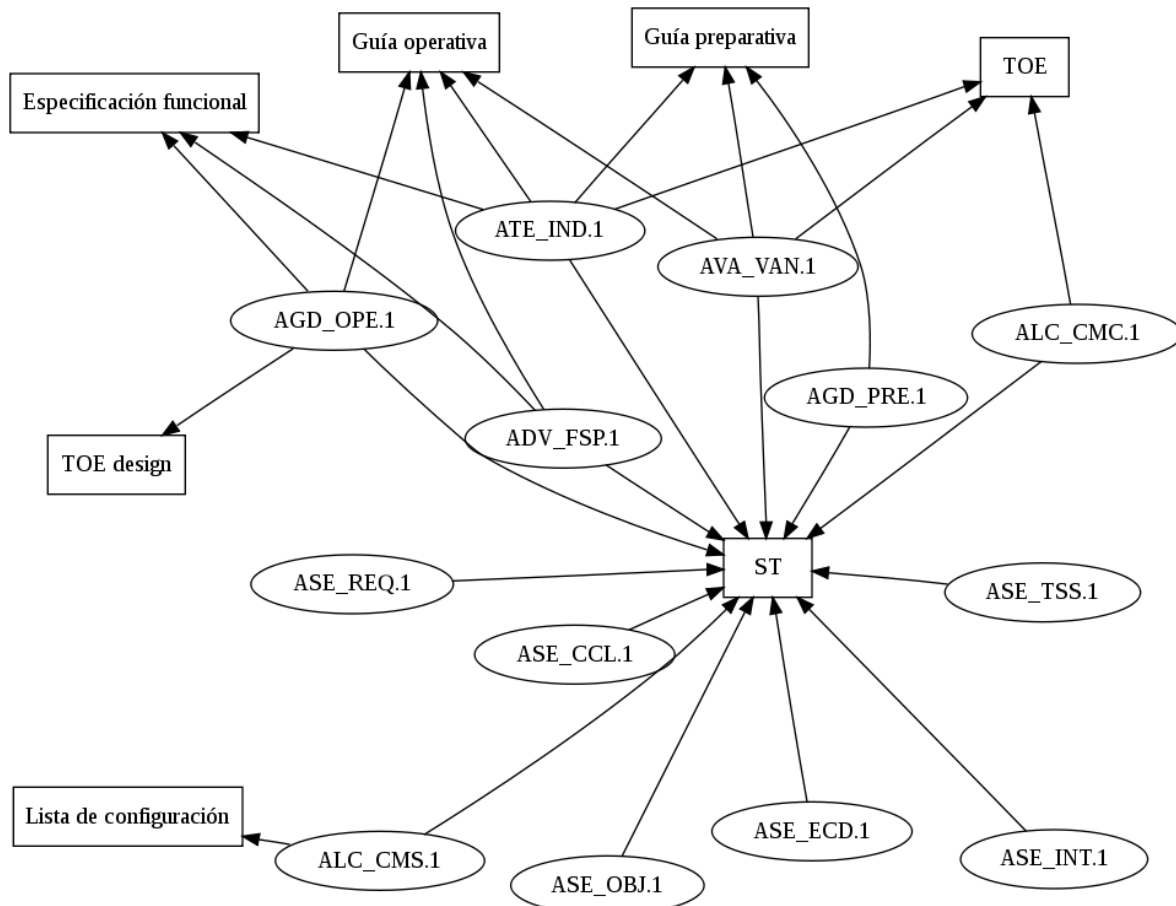 Guía operativa
Guía preparativa
TOE
Especificación funcional
ATE_IND.1
AVA_VAN.1
AGD_OPE.1
ALC_CMC.1
AGD_PRE.1
ADV_FSP.1
TOE design
ST
ASE_REQ.1
ASE_TSS.1
ASE_CCL.1
Lista de configuración
ASE_ECD.1
ALC_CMS.1
ASE_INT.1
ASE_OBJ.1